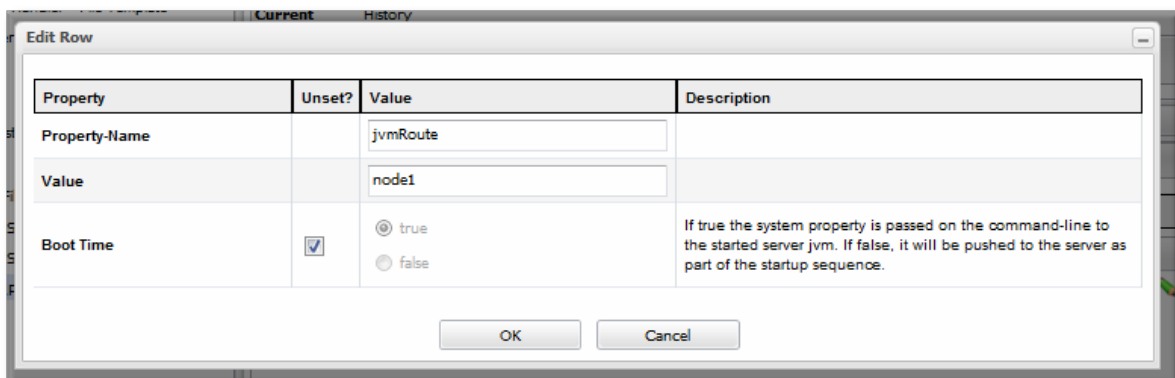 Current History
Edit Row
Property Unset? Value Description
Property-Name jvmRoute
Value node1
Boot Time
true
false
If true the system property is passed on the command-line to
the started server jvm. If false, it will be pushed to the server as
part of the startup sequence.
OK Cancel